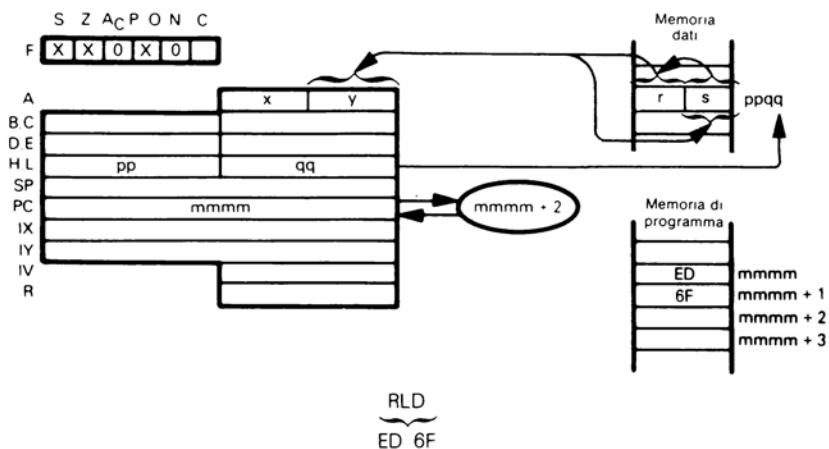 S Z AC P O N C
F X X 0 X 0
Memoria
dati
A x y
r s ppqq
B.C
D.E
H.L pp qq
SP
PC mmmm mmmm + 2
IX
IY
IV
R
Memoria di
programma
ED mmmm
6F mmmm + 1
mmmm + 2
mmmm + 3
RLD
ED 6F